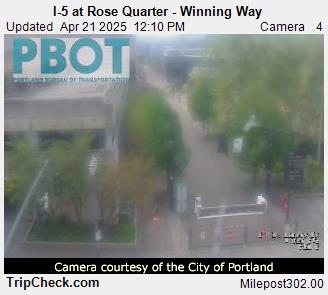 I-5 at Rose Quarter - Winning Way
Updated Apr 21 2025 12:10 PM Camera 4
PBOT
PORTLAND BUREAU OF TRANSPORTATION
Camera courtesy of the City of Portland
TripCheck.com Milepost302.00